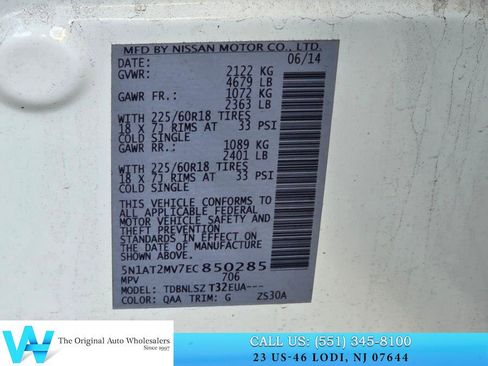 MFD BY NISSAN MOTOR CO., LTD.
DATE: 06/14
GVWR: 2122 KG
4679 LB
GAWR FR.: 1072 KG
2363 LB
WITH 225/60R18 TIRES
18 X 7J RIMS AT 33 PSI
COLD SINGLE
GAWR RR.: 1089 KG
2401 LB
WITH 225/60R18 TIRES
18 X 7J RIMS AT 33 PSI
COLD SINGLE
THIS VEHICLE CONFORMS TO
ALL APPLICABLE FEDERAL
MOTOR VEHICLE SAFETY AND
THEFT PREVENTION
STANDARDS IN EFFECT ON
THE DATE OF MANUFACTURE
SHOWN ABOVE.
5N1AT2MV7EC850285
MPV 706
MODEL: TDBNLSZ T32EUA---
COLOR: QAA TRIM: G ZS30A
The Original Auto Wholesalers
Since 1997
CALL US: (551) 345-8100
23 US-46 LODI, NJ 07644